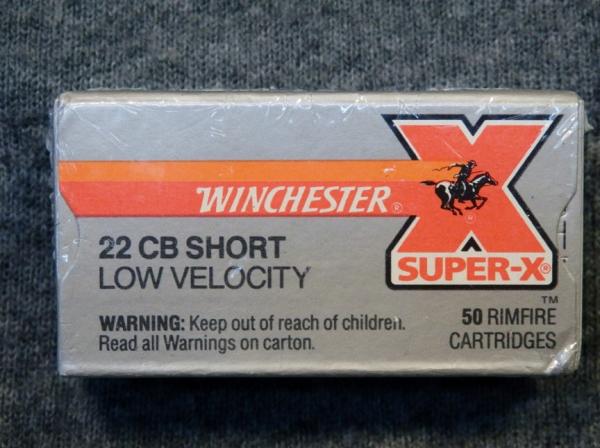 WINCHESTER®
22 CB SHORT
LOW VELOCITY
WARNING: Keep out of reach of children.
Read all Warnings on carton.
X
®
SUPER-X®
™
50 RIMFIRE
CARTRIDGES